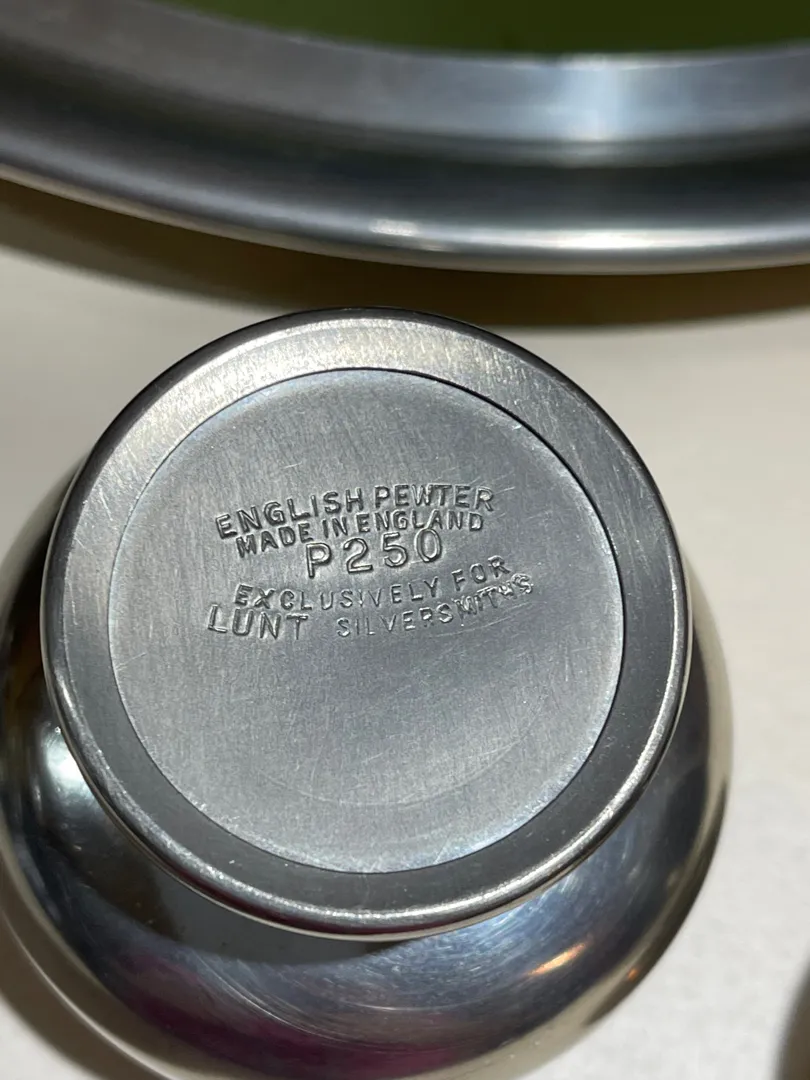 ENGLISH PEWTER
MADE IN ENGLAND
P250
EXCLUSIVELY FOR
LUNT SILVERSMITHS